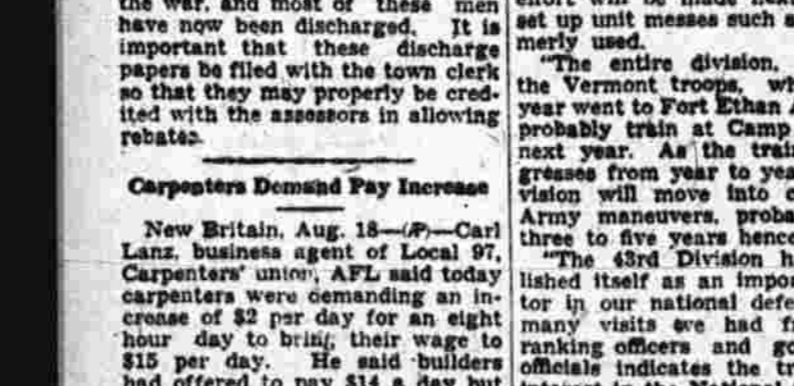 the war, and most of these men
have now been discharged. It is
important that these discharge
papers be filed with the town clerk
so that they may properly be cred-
ited with the assessors in allowing
rebates.
Carpenters Demand Pay Increase
New Britain, Aug. 18—(AP)—Carl
Lanz, business agent of Local 97,
Carpenters' union, AFL said today
carpenters were demanding an in-
crease of $2 per day for an eight
hour day to bring their wage to
$15 per day. He said builders
had offered to pay $14 a day but
set up unit messes such
merly used.
"The entire division,
the Vermont troops,
year went to Fort Ethan
probably train at Camp
next year. As the
gresses from year to
vision will move into
Army maneuvers,
three to five years hence
"The 43rd Division
lished itself as an
tor in our national
many visits we had
ranking officers and
officials indicates the